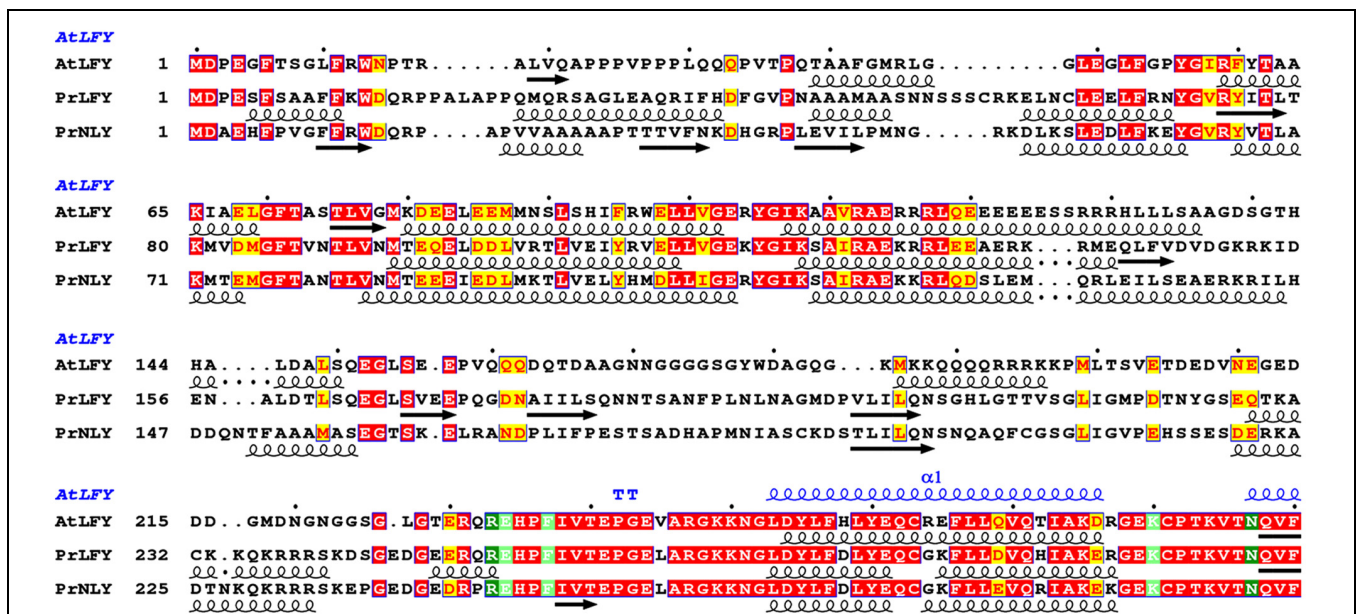 AtLFY
AtLFY 1 MDPEGFTSGLFRWNPTR......ALVQAPPPVPPPLQQQPVTPQTAAFGMRLG.........GLEGLFGPYGIRFYTAA
PrLFY 1 MDPESFSAAFFKWDQRPPALAPPQMQRSAGLEAQRIFHDFGVPNAAAMAASNNSSSCRKELNCLEELFRNYGVRYITLT
PrNLY 1 MDAEHFPVGFFRWDQRP....APVVAAAAAPTTTVFNKDHGRPLEVILPMNG.....RKDLKSLEDLFKEYGVRYVTLA
AtLFY
AtLFY 65 KIAELGFTASTLVGMKDEELEEMMNSLSHIFRWELLVGERYGIKAAVRAERRRLQEEEEEESSRRRHLLLSAAGDSGTH
PrLFY 80 KMVDMGFTVNTLVNMTEQELDDLVRTLVEIYRVELLVGEKYGIKSAIRAEKRRLEEAERK...RMEQLFVDVDGKRKID
PrNLY 71 KMTEMGFTANTLVNMTEEEIEDLMKTLVELYHMDLLIGERYGIKSAIRAEKKRLQDSLEM...QRLEILSEAERKRILH
AtLFY
AtLFY 144 HA....LDALSQEGLSE.EPVQQQDQTDAAGNNGGGGSGYWDAGQG...KMKKQQQQRRRKKPMLTSVETDEDVNEGED
PrLFY 156 EN...ALDTLSQEGLSVEEPQGDNAIILSQNNTSANFPLNLNAGMDPVLILQNSGHLGTTVSGLIGMPDTNYGSEQTKA
PrNLY 147 DDQNTFAAAMASEGTSK.ELRANDPLIFPESTSADHAPMNIASCKDSTLILQNSNQAQFCGSGLIGVPEHSSESDERKA
AtLFY TT α1
AtLFY 215 DD..GMDNGNGGSG.LGTERQREHPFIVTEPGEVARGKKNGLDYLFHLYEQCREFLLQVQTIAKDRGEKCPTKVTNQVF
PrLFY 232 CK.KQKRRRSKDSGEDGEERQREHPFIVTEPGELARGKKNGLDYLFDLYEQCGKFLLDVQHIAKERGEKCPTKVTNQVF
PrNLY 225 DTNKQKRRRSKEPGEDGEDRPREHPFIVTEPGELARGKKNGLDYLFDLYEQCGKFLLEVQRIAKEKGEKCPTKVTNQVF